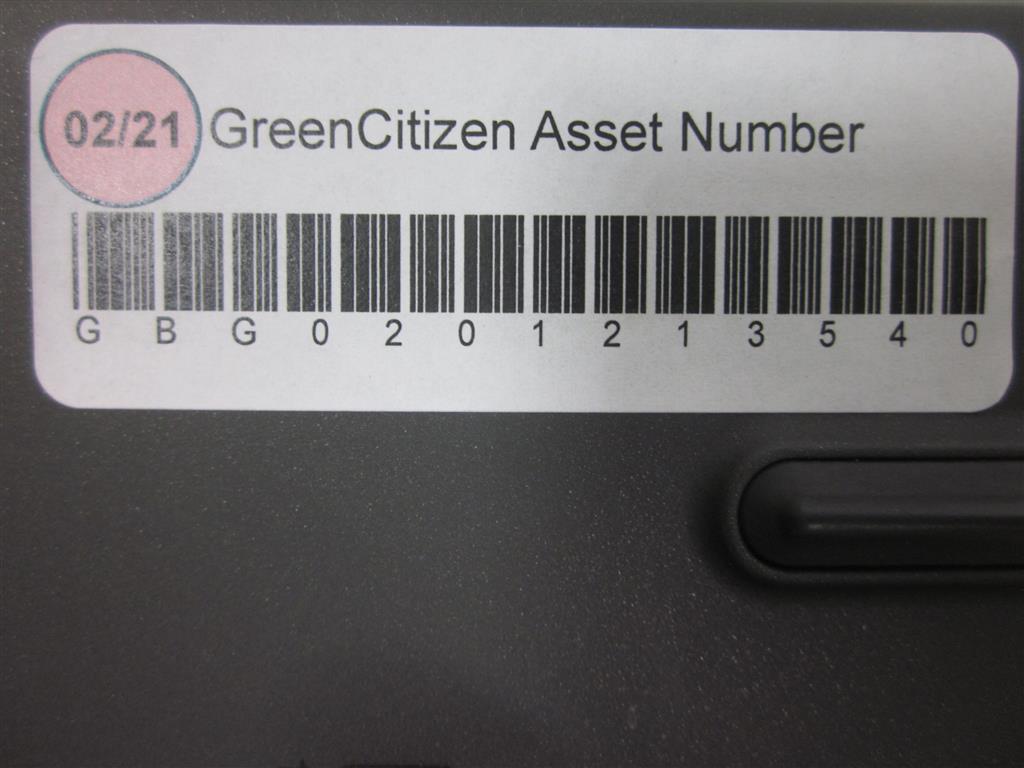 02/21 GreenCitizen Asset Number
G B G 0 2 0 1 2 1 3 5 4 0